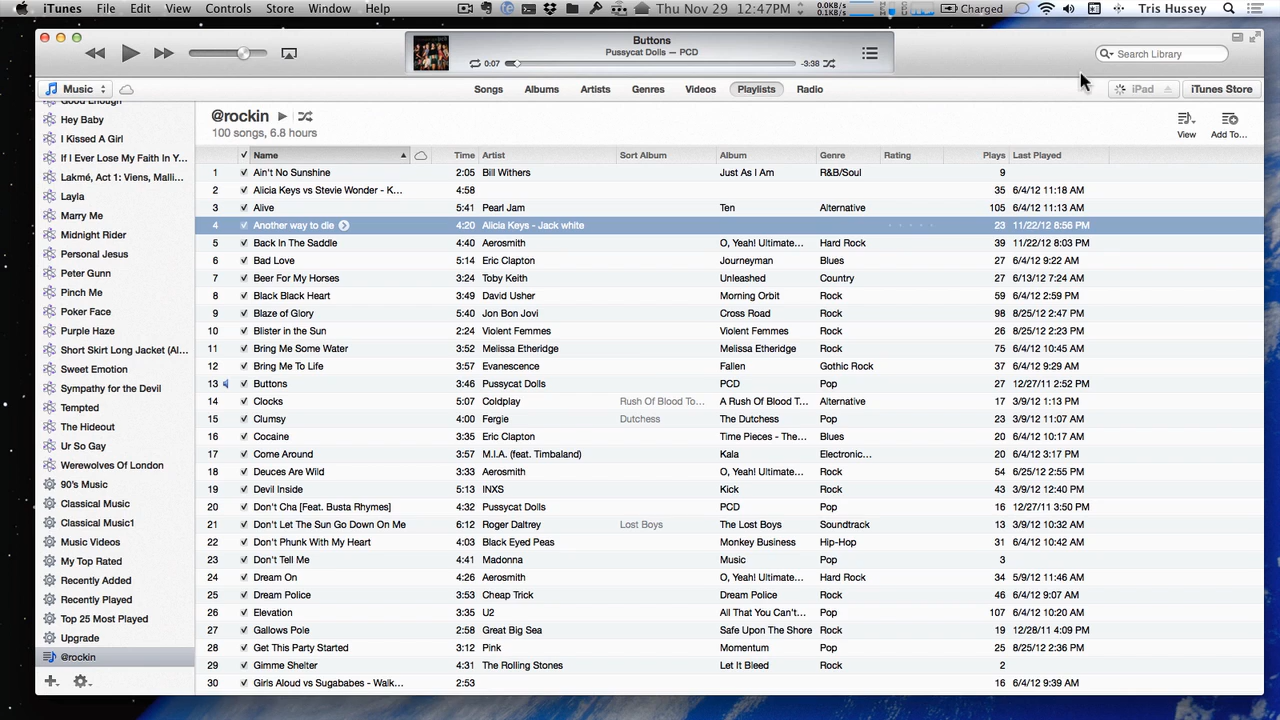 iTunes File Edit View Controls Store Window Help Thu Nov 29 12:47PM 0.0KB/s 0.0KB/s Charged Tris Hussey
Buttons
Pussycat Dolls — PCD
0:07 -3:38
Search Library
Music Songs Albums Artists Genres Videos Playlists Radio iPad iTunes Store
Good Enough
Hey Baby
I Kissed A Girl
If I Ever Lose My Faith In Y...
Lakmé, Act 1: Viens, Malli...
Layla
Marry Me
Midnight Rider
Personal Jesus
Peter Gunn
Pinch Me
Poker Face
Purple Haze
Short Skirt Long Jacket (Al...
Sweet Emotion
Sympathy for the Devil
Tempted
The Hideout
Ur So Gay
Werewolves Of London
90's Music
Classical Music
Classical Music1
Music Videos
My Top Rated
Recently Added
Recently Played
Top 25 Most Played
Upgrade
@rockin
@rockin
100 songs, 6.8 hours
View Add To...
Name Time Artist Sort Album Album Genre Rating Plays Last Played
1 Ain't No Sunshine 2:05 Bill Withers Just As I Am R&B/Soul 9
2 Alicia Keys vs Stevie Wonder - K... 4:58 35 6/4/12 11:18 AM
3 Alive 5:41 Pearl Jam Ten Alternative 105 6/4/12 11:13 AM
4 Another way to die 4:20 Alicia Keys - Jack white 23 11/22/12 8:56 PM
5 Back In The Saddle 4:40 Aerosmith O, Yeah! Ultimate... Hard Rock 39 11/22/12 8:03 PM
6 Bad Love 5:14 Eric Clapton Journeyman Blues 27 6/4/12 9:22 AM
7 Beer For My Horses 3:24 Toby Keith Unleashed Country 27 6/13/12 7:24 AM
8 Black Black Heart 3:49 David Usher Morning Orbit Rock 59 6/4/12 2:59 PM
9 Blaze of Glory 5:40 Jon Bon Jovi Cross Road Rock 98 8/25/12 2:47 PM
10 Blister in the Sun 2:24 Violent Femmes Violent Femmes Rock 26 8/25/12 2:23 PM
11 Bring Me Some Water 3:52 Melissa Etheridge Melissa Etheridge Rock 75 6/4/12 10:45 AM
12 Bring Me To Life 3:57 Evanescence Fallen Gothic Rock 37 6/4/12 9:29 AM
13 Buttons 3:46 Pussycat Dolls PCD Pop 27 12/27/11 2:52 PM
14 Clocks 5:07 Coldplay Rush Of Blood To... A Rush Of Blood T... Alternative 17 3/9/12 1:13 PM
15 Clumsy 4:00 Fergie Dutchess The Dutchess Pop 23 3/9/12 11:07 AM
16 Cocaine 3:35 Eric Clapton Time Pieces - The... Blues 20 6/4/12 10:17 AM
17 Come Around 3:57 M.I.A. (feat. Timbaland) Kala Electronic... 20 6/4/12 3:17 PM
18 Deuces Are Wild 3:33 Aerosmith O, Yeah! Ultimate... Rock 54 6/25/12 2:55 PM
19 Devil Inside 5:13 INXS Kick Rock 41 3/9/12 12:40 PM
20 Don't Cha [Feat. Busta Rhymes] 4:32 Pussycat Dolls PCD Pop 16 12/27/11 3:50 PM
21 Don't Let The Sun Go Down On Me 6:12 Roger Daltrey Lost Boys The Lost Boys Soundtrack 13 3/9/12 10:32 AM
22 Don't Phunk With My Heart 4:03 Black Eyed Peas Monkey Business Hip-Hop 31 6/4/12 10:42 AM
23 Don't Tell Me 4:41 Madonna Music Pop 3
24 Dream On 4:26 Aerosmith O, Yeah! Ultimate... Hard Rock 34 5/9/12 11:46 AM
25 Dream Police 3:53 Cheap Trick Dream Police Rock 46 6/4/12 9:07 AM
26 Elevation 3:35 U2 All That You Can't... Pop 107 6/4/12 10:20 AM
27 Gallows Pole 2:58 Great Big Sea Safe Upon The Shore Rock 19 12/28/11 4:09 PM
28 Get This Party Started 3:12 Pink Momentum Pop 25 8/25/12 2:36 PM
29 Gimme Shelter 4:31 The Rolling Stones Let It Bleed Rock 2
30 Girls Aloud vs Sugababes - Walk... 2:53 16 6/4/12 9:39 AM